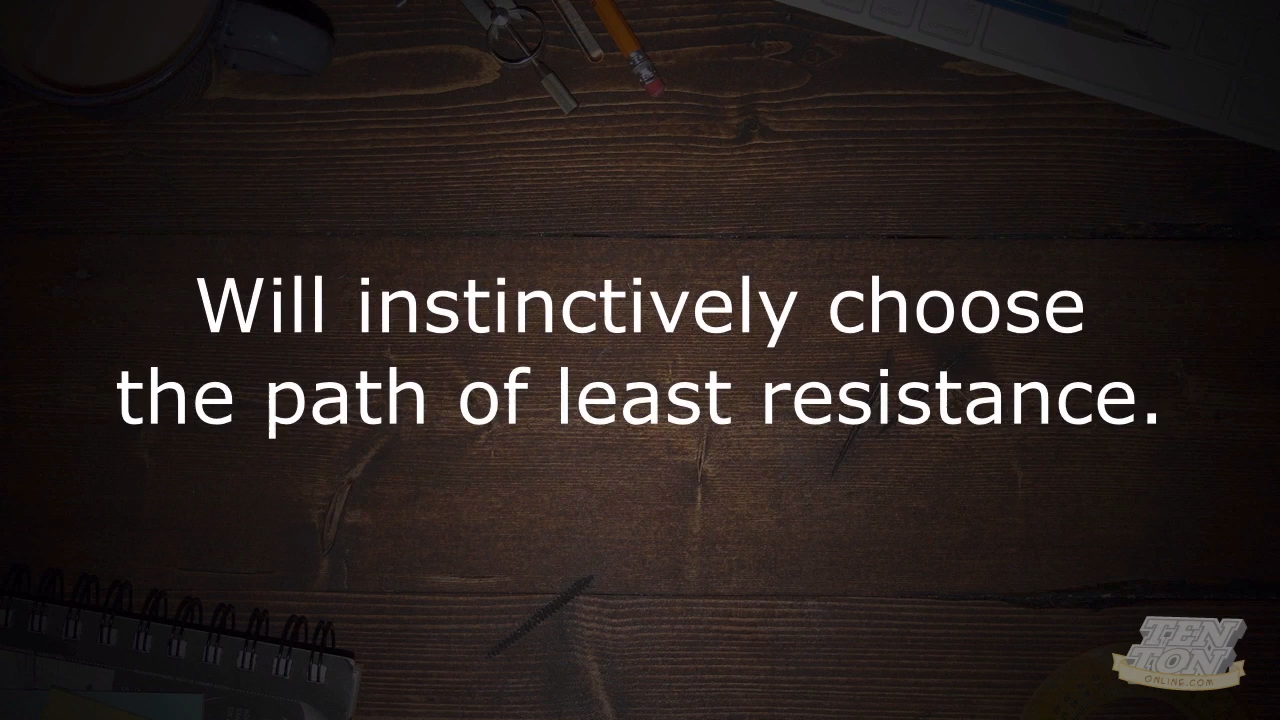 Will instinctively choose
the path of least resistance.
TEN
TON
ONLINE.COM